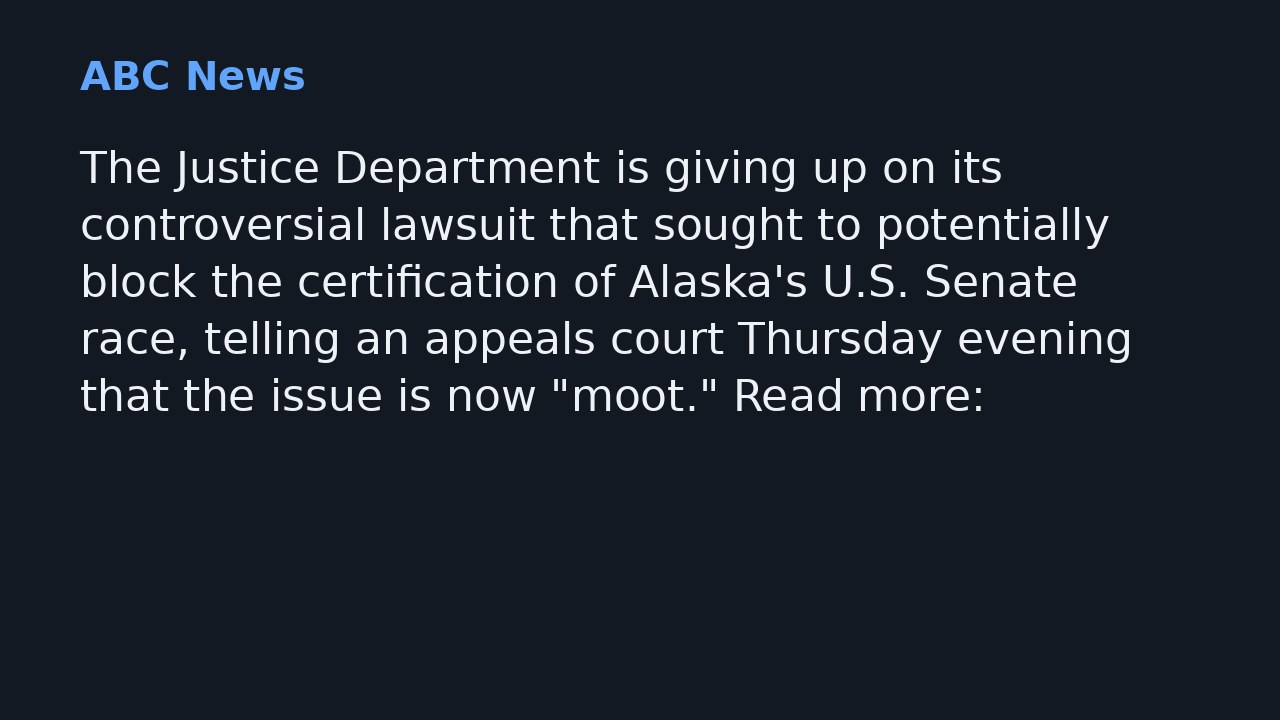 ABC News
The Justice Department is giving up on its
controversial lawsuit that sought to potentially
block the certification of Alaska's U.S. Senate
race, telling an appeals court Thursday evening
that the issue is now "moot." Read more: